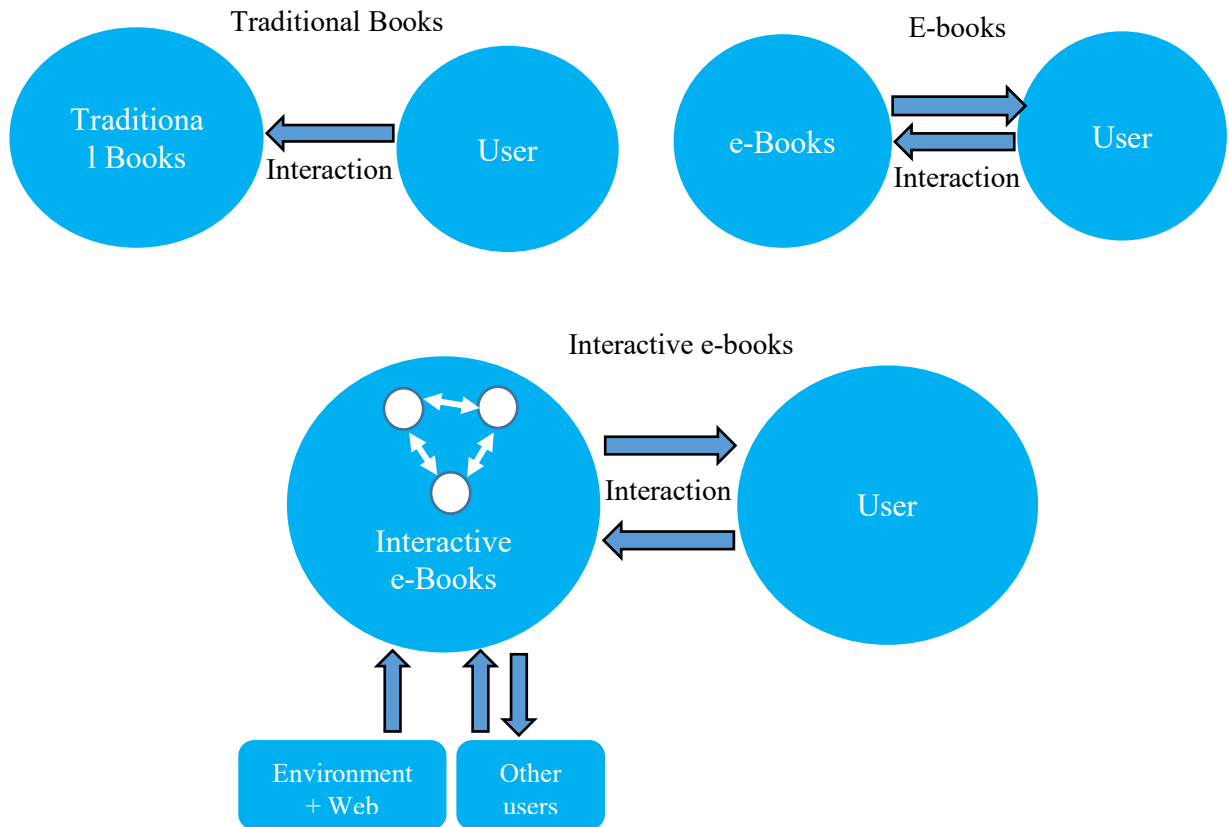 Traditional Books
Traditiona
l Books
Interaction
User
E-books
e-Books
Interaction
User
Interactive e-books
Interactive
e-Books
Interaction
User
Environment
+ Web
Other
users